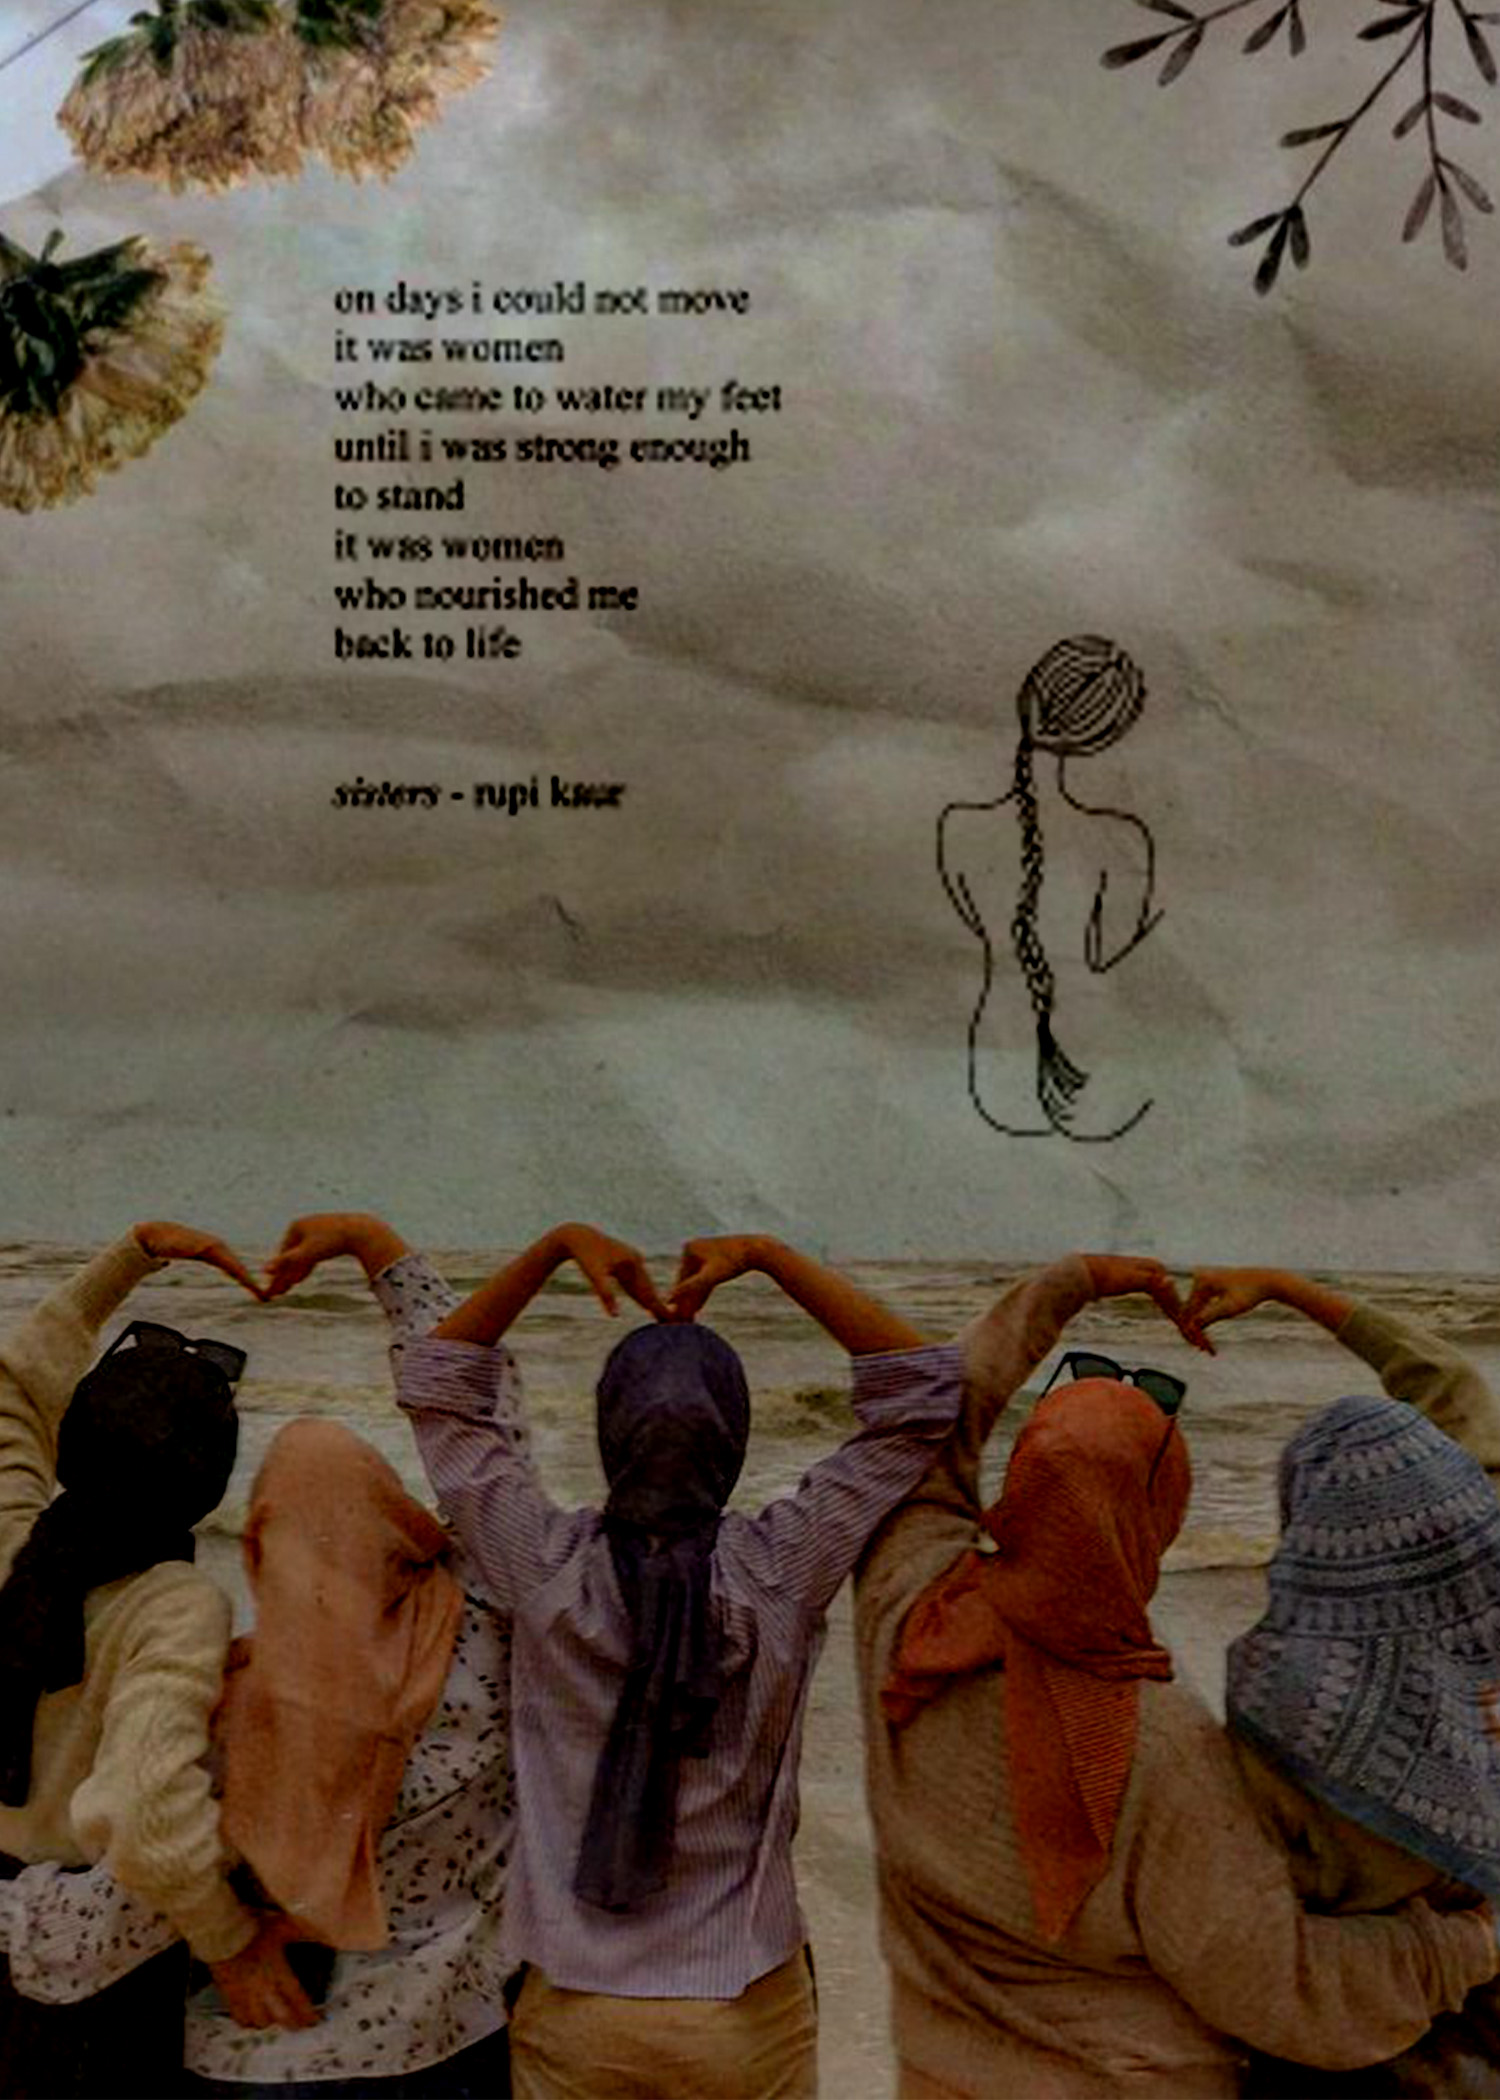 on days i could not move
it was women
who came to water my feet
until i was strong enough
to stand
it was women
who nourished me
back to life
sisters - rupi kaur